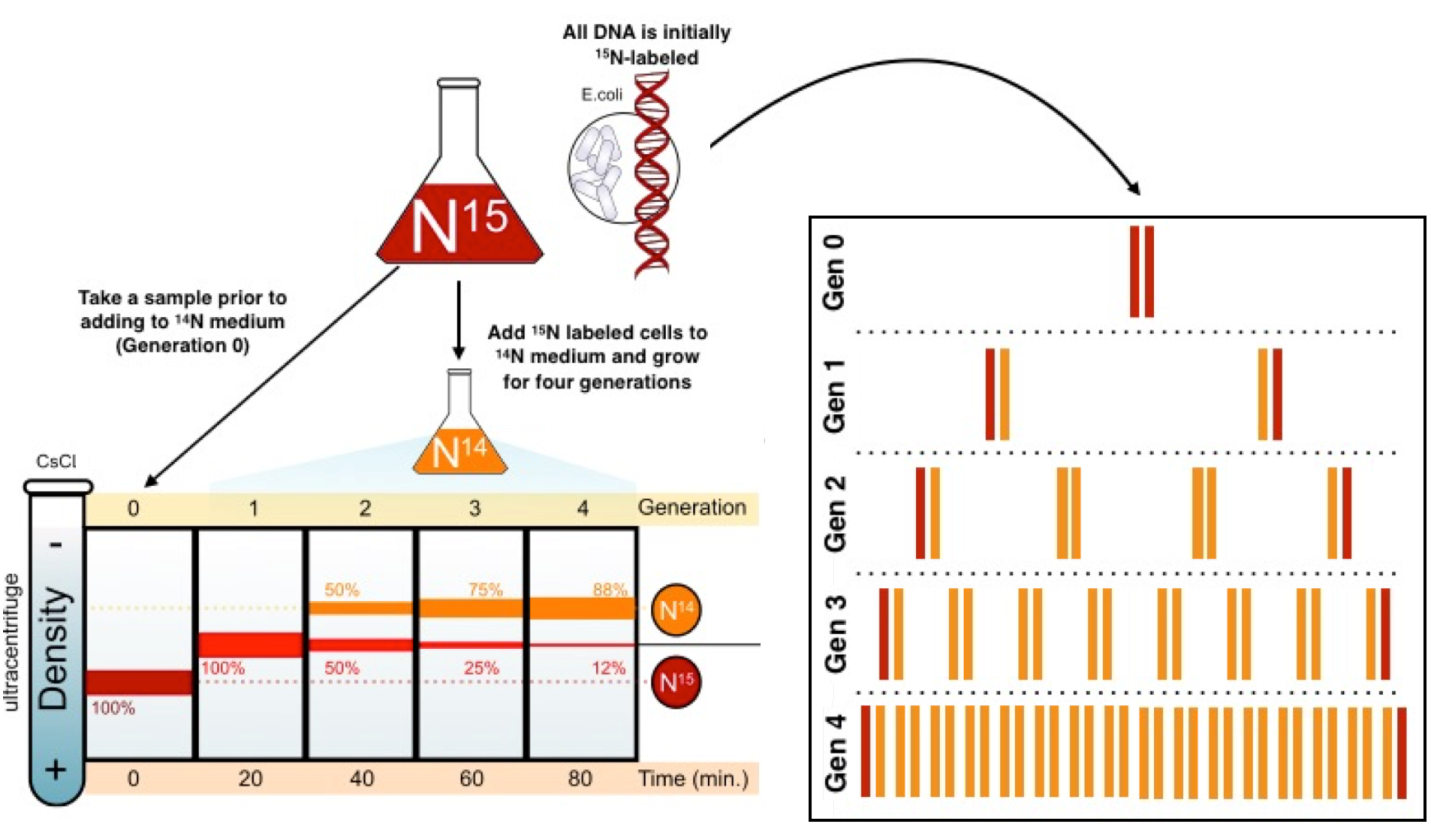 All DNA is initially
¹⁵N-labeled
E.coli
N¹⁵
Take a sample prior to
adding to ¹⁴N medium
(Generation 0)
Add ¹⁵N labeled cells to
¹⁴N medium and grow
for four generations
N¹⁴
CsCl
0 1 2 3 4 Generation
ultracentrifuge
- Density +
50% 75% 88%
N¹⁴
100% 50% 25% 12%
N¹⁵
100%
0 20 40 60 80 Time (min.)
Gen 0
Gen 1
Gen 2
Gen 3
Gen 4